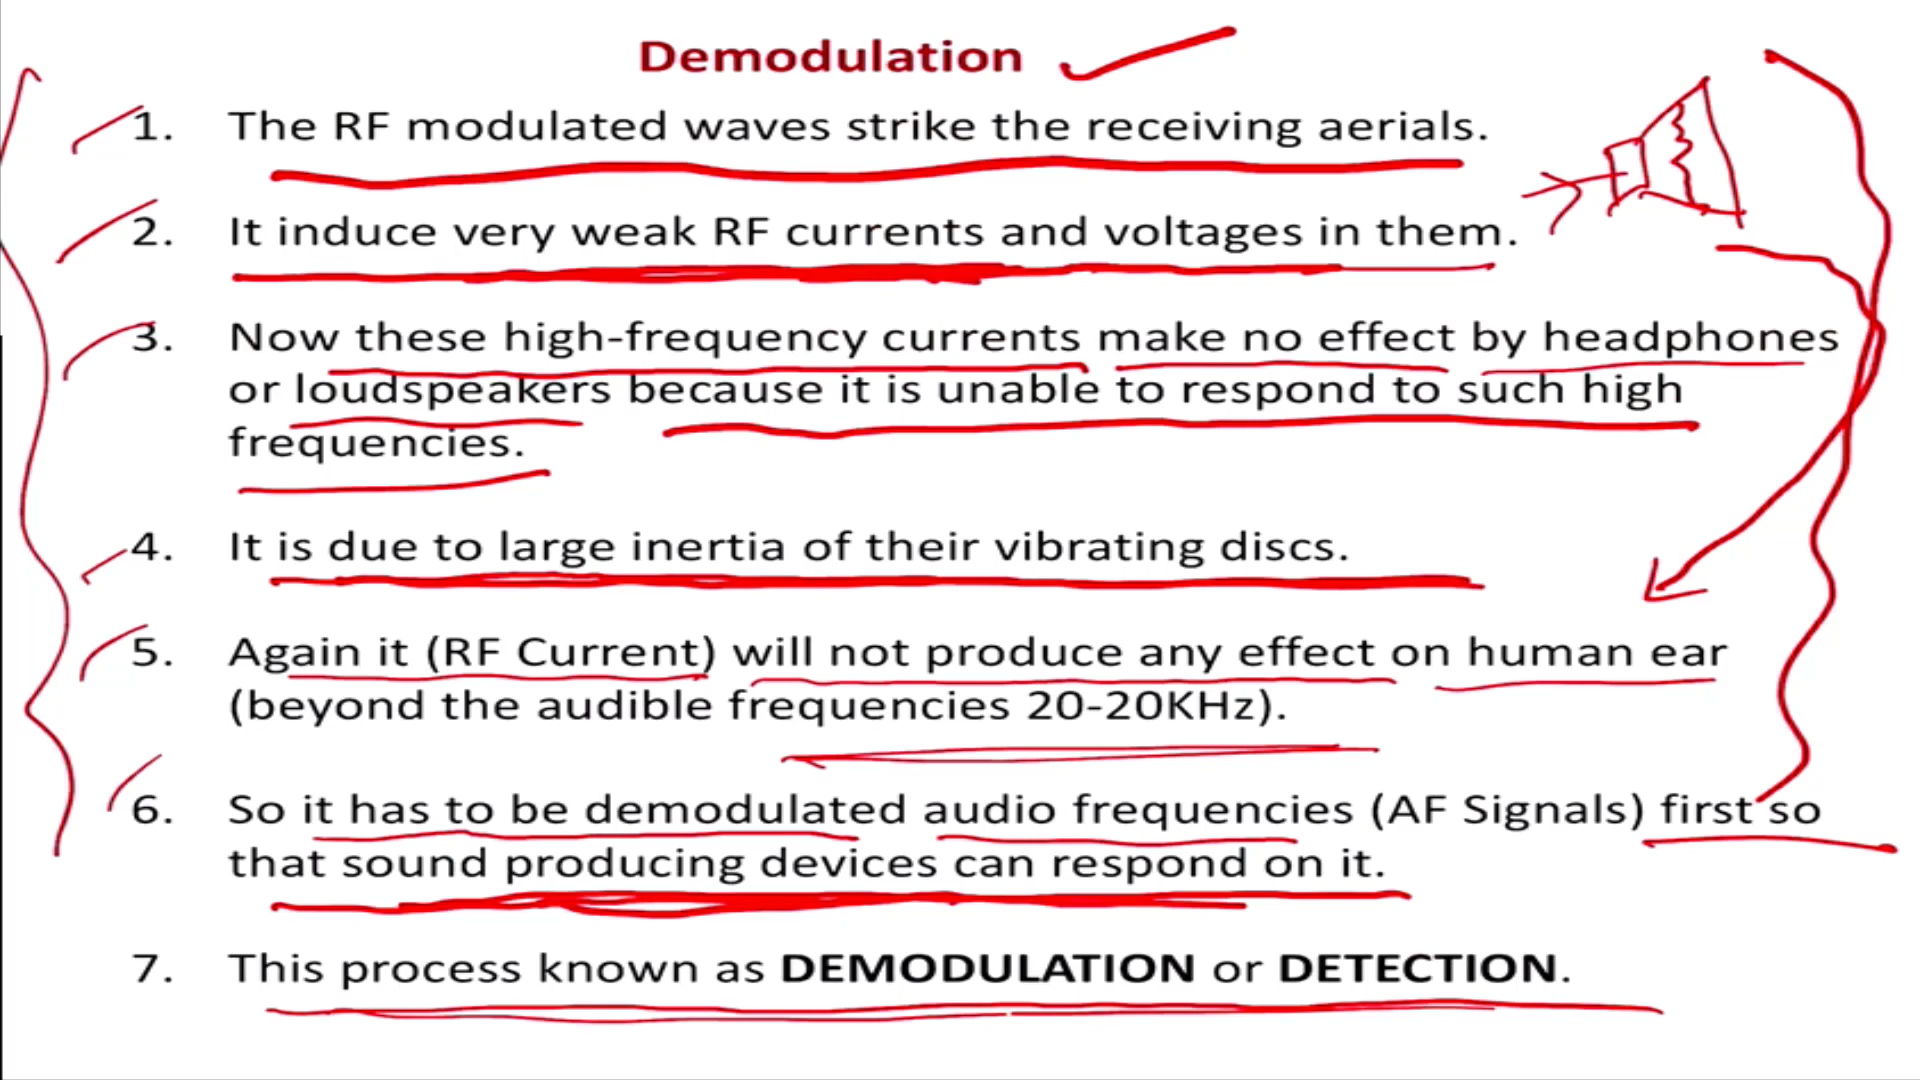 Demodulation
1. The RF modulated waves strike the receiving aerials.
2. It induce very weak RF currents and voltages in them.
3. Now these high-frequency currents make no effect by headphones
or loudspeakers because it is unable to respond to such high
frequencies.
4. It is due to large inertia of their vibrating discs.
5. Again it (RF Current) will not produce any effect on human ear
(beyond the audible frequencies 20-20KHz).
6. So it has to be demodulated audio frequencies (AF Signals) first so
that sound producing devices can respond on it.
7. This process known as DEMODULATION or DETECTION.